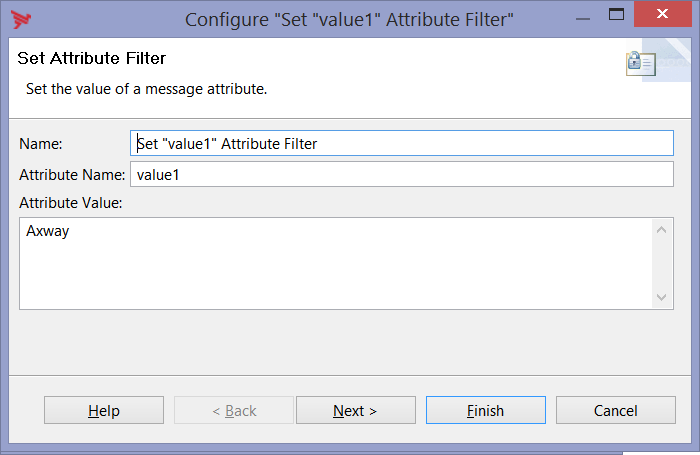 Configure "Set "value1" Attribute Filter"
Set Attribute Filter
Set the value of a message attribute.
Name: Set "value1" Attribute Filter
Attribute Name: value1
Attribute Value:
Axway
Help < Back Next > Finish Cancel